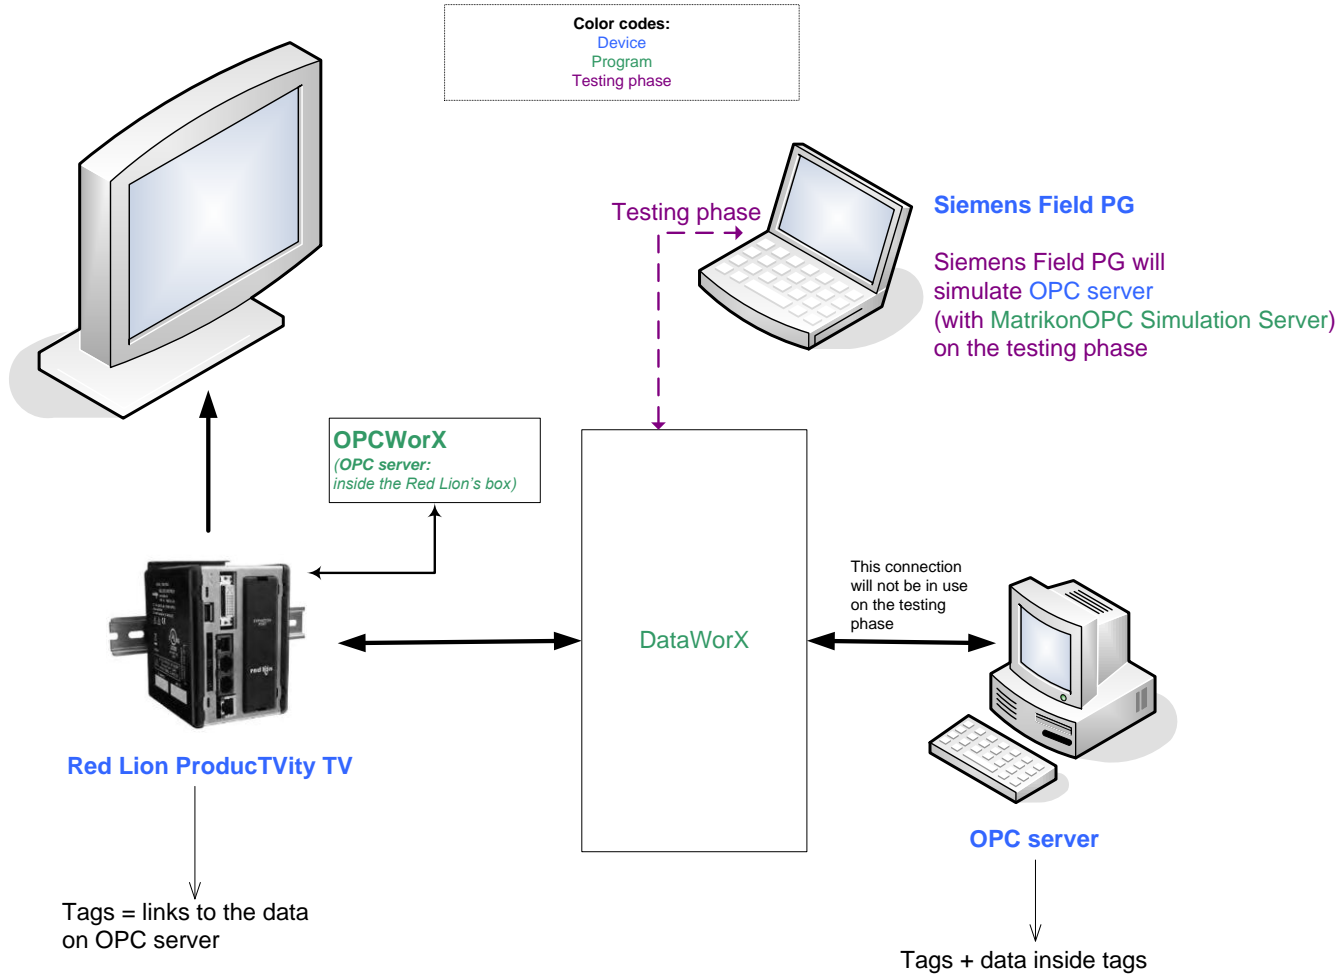 Color codes:
Device
Program
Testing phase
Testing phase
Siemens Field PG
Siemens Field PG will
simulate OPC server
(with MatrikonOPC Simulation Server)
on the testing phase
OPCWorX
(OPC server:
inside the Red Lion's box)
This connection
will not be in use
on the testing
phase
DataWorX
red lion
Red Lion ProducTVity TV
OPC server
Tags = links to the data
on OPC server
Tags + data inside tags